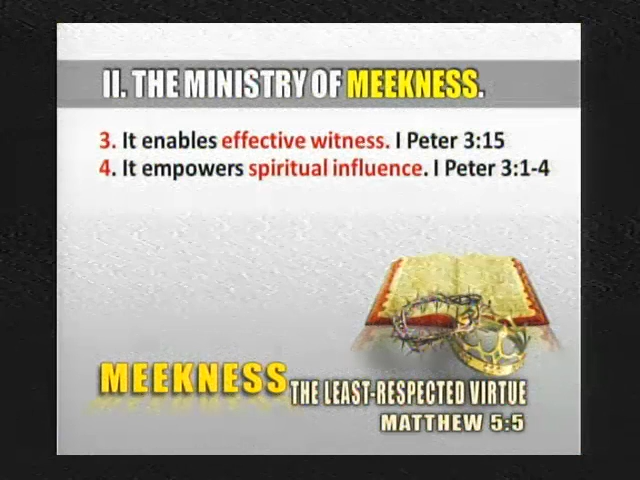 II. THE MINISTRY OF MEEKNESS.
3. It enables effective witness. I Peter 3:15
4. It empowers spiritual influence. I Peter 3:1-4
MEEKNESS THE LEAST-RESPECTED VIRTUE
MATTHEW 5:5